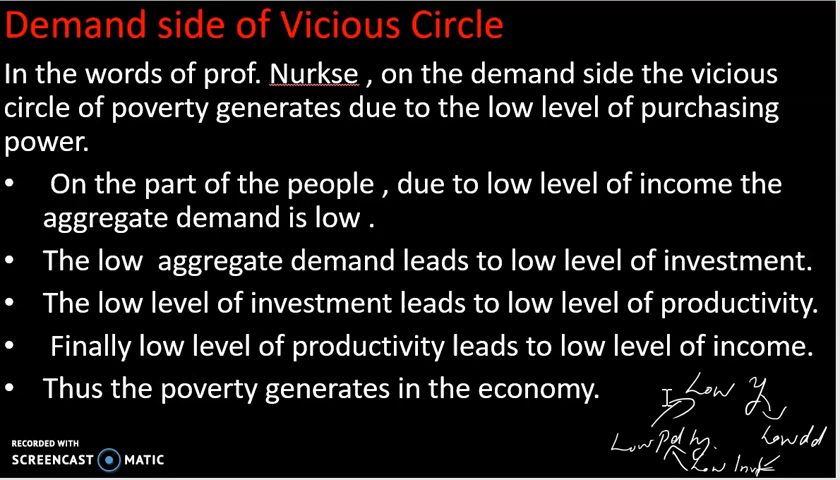 Demand side of Vicious Circle
In the words of prof. Nurkse , on the demand side the vicious
circle of poverty generates due to the low level of purchasing
power.
• On the part of the people , due to low level of income the
aggregate demand is low .
• The low aggregate demand leads to low level of investment.
• The low level of investment leads to low level of productivity.
• Finally low level of productivity leads to low level of income.
• Thus the poverty generates in the economy.
Low Y
Low dd
Low
Low Invt
RECORDED WITH
SCREENCAST MATIC